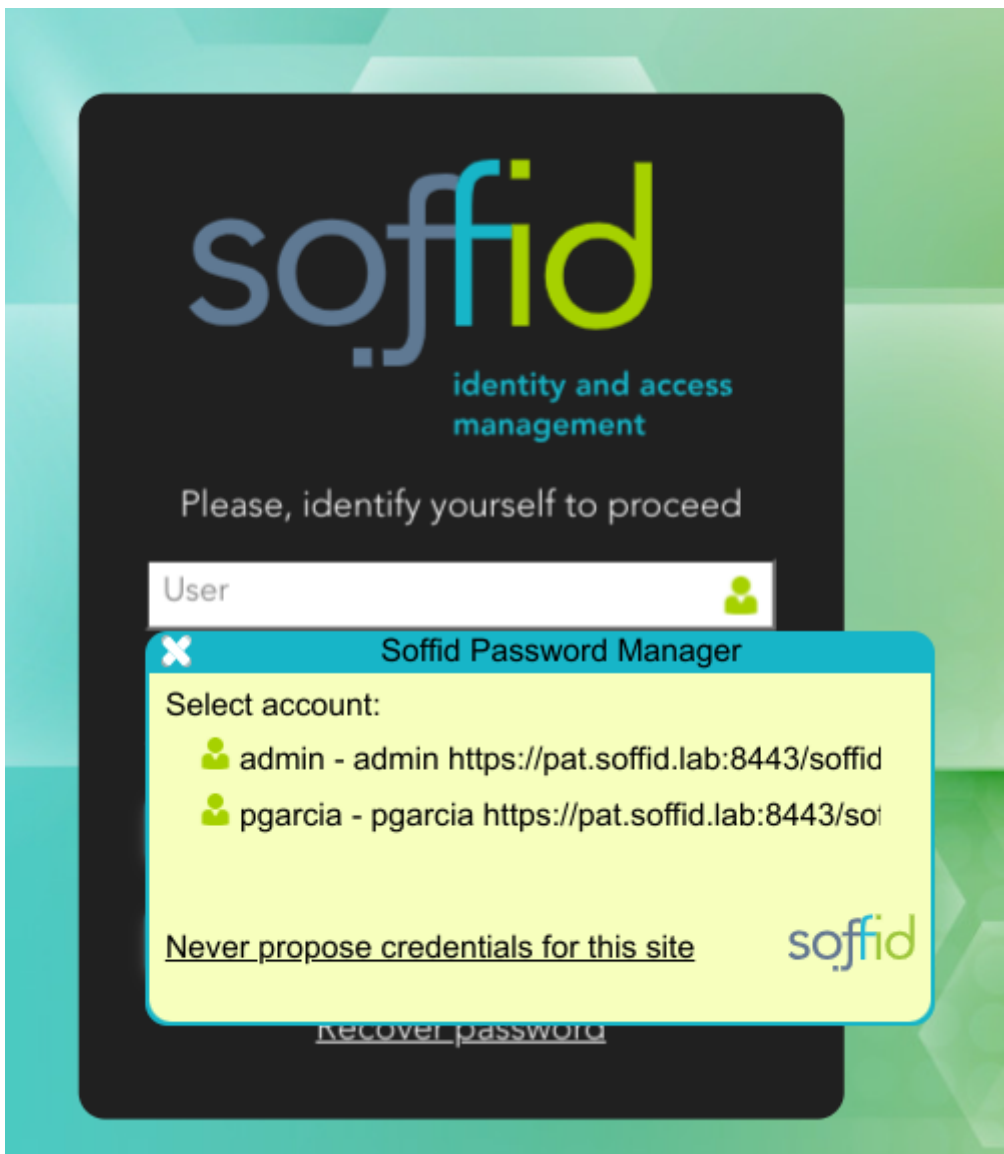 soffid
identity and access
management
Please, identify yourself to proceed
User
Soffid Password Manager
Select account:
admin - admin https://pat.soffid.lab:8443/soffid
pgarcia - pgarcia https://pat.soffid.lab:8443/sof
Never propose credentials for this site
soffid
Recover password